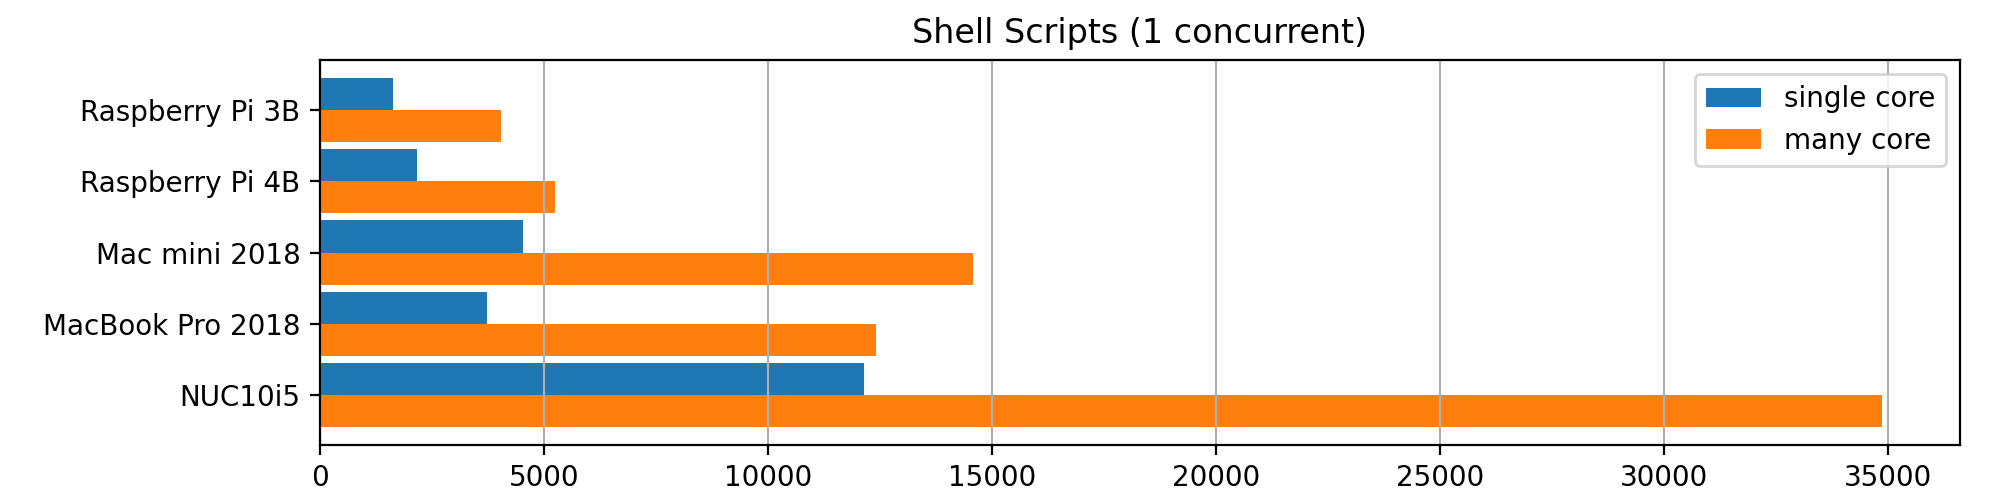 Shell Scripts (1 concurrent)
single core
many core
Raspberry Pi 3B
Raspberry Pi 4B
Mac mini 2018
MacBook Pro 2018
NUC10i5
0 5000 10000 15000 20000 25000 30000 35000